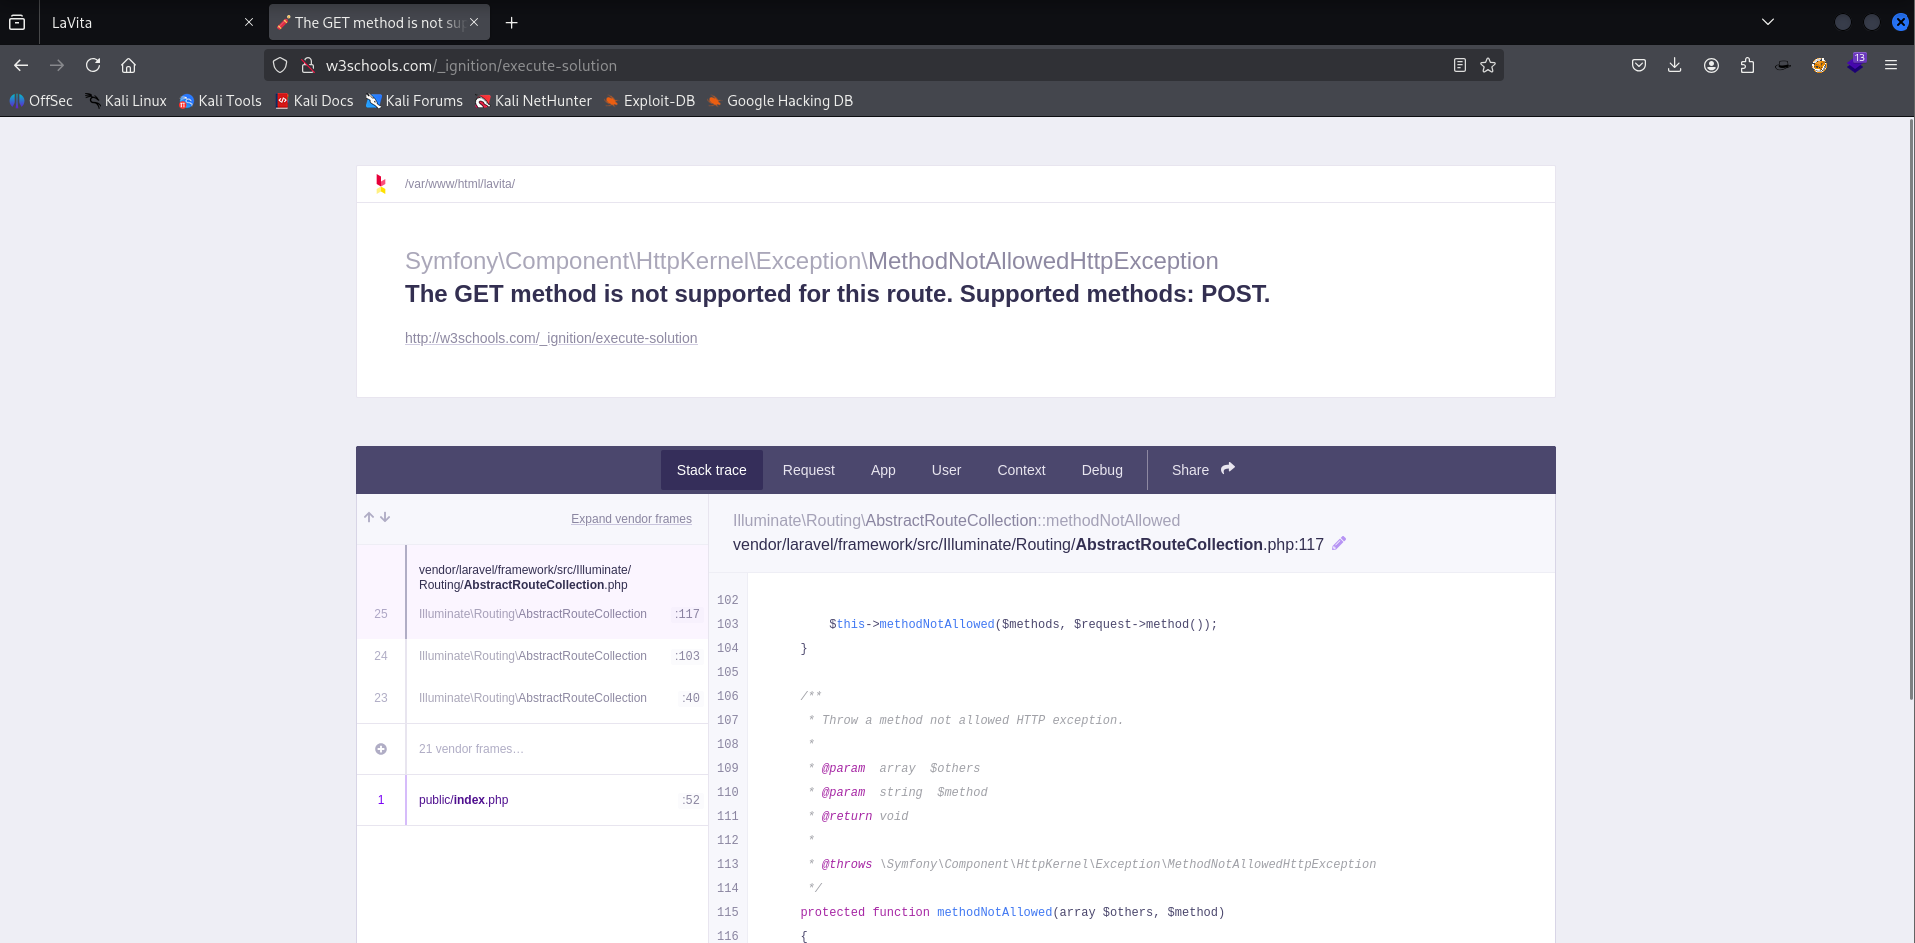 LaVita
The GET method is not sup
w3schools.com/_ignition/execute-solution
13
OffSec
Kali Linux
Kali Tools
Kali Docs
Kali Forums
Kali NetHunter
Exploit-DB
Google Hacking DB
/var/www/html/lavita/
Symfony\Component\HttpKernel\Exception\MethodNotAllowedHttpException
The GET method is not supported for this route. Supported methods: POST.
http://w3schools.com/_ignition/execute-solution
Stack trace
Request
App
User
Context
Debug
Share
Expand vendor frames
vendor/laravel/framework/src/Illuminate/
Routing/AbstractRouteCollection.php
25 Illuminate\Routing\AbstractRouteCollection :117
24 Illuminate\Routing\AbstractRouteCollection :103
23 Illuminate\Routing\AbstractRouteCollection :40
21 vendor frames…
1 public/index.php :52
Illuminate\Routing\AbstractRouteCollection::methodNotAllowed
vendor/laravel/framework/src/Illuminate/Routing/AbstractRouteCollection.php:117
102
103 $this->methodNotAllowed($methods, $request->method());
104 }
105
106 /**
107 * Throw a method not allowed HTTP exception.
108 *
109 * @param  array  $others
110 * @param  string  $method
111 * @return void
112 *
113 * @throws \Symfony\Component\HttpKernel\Exception\MethodNotAllowedHttpException
114 */
115 protected function methodNotAllowed(array $others, $method)
116 {